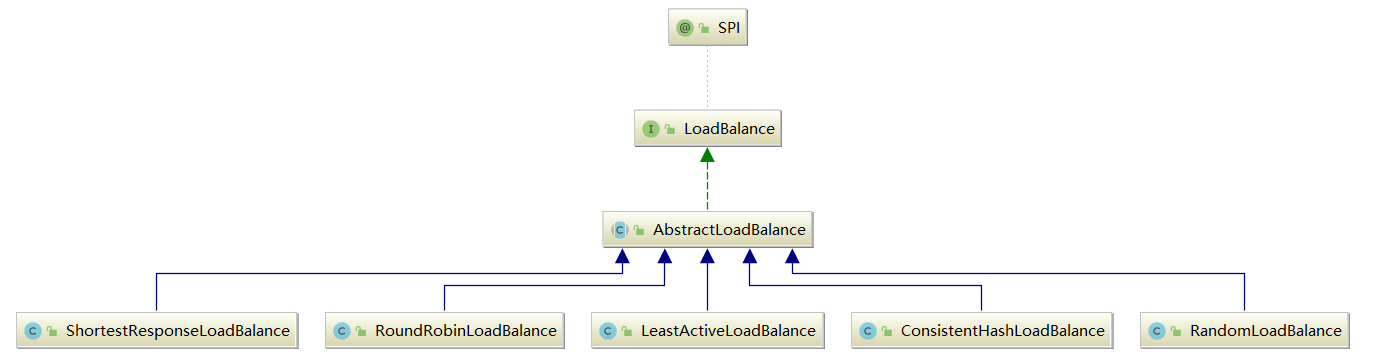 @ SPI
I LoadBalance
C AbstractLoadBalance
C ShortestResponseLoadBalance
C RoundRobinLoadBalance
C LeastActiveLoadBalance
C ConsistentHashLoadBalance
C RandomLoadBalance